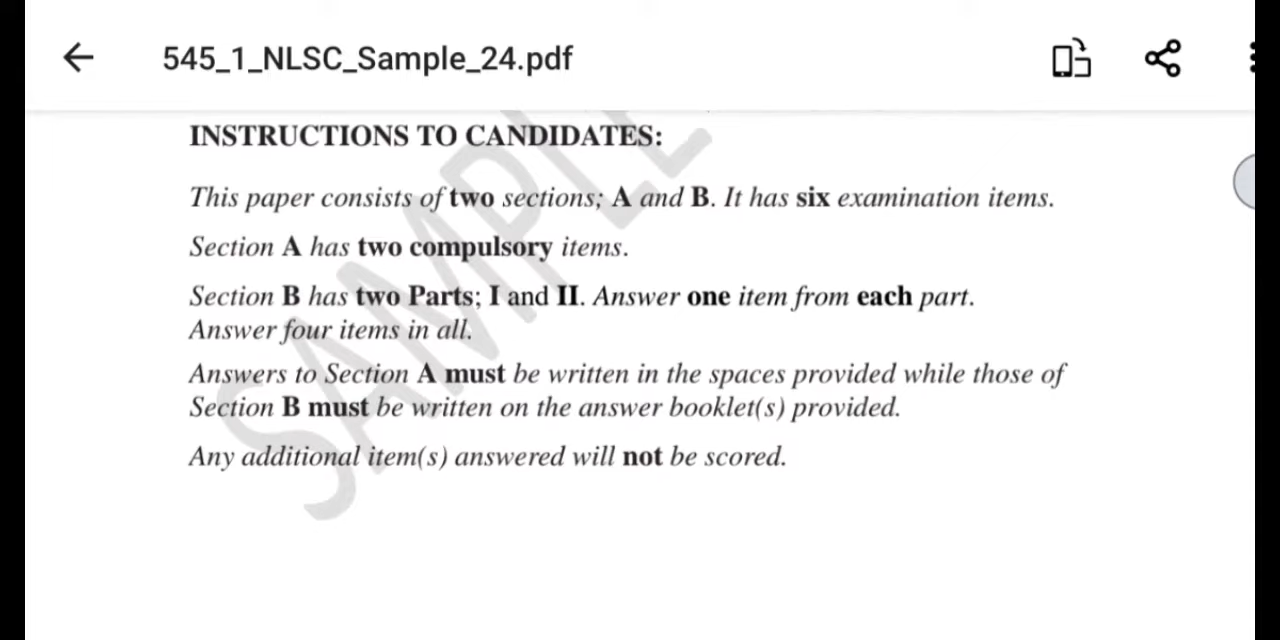 545_1_NLSC_Sample_24.pdf
INSTRUCTIONS TO CANDIDATES:
This paper consists of two sections; A and B. It has six examination items.
Section A has two compulsory items.
Section B has two Parts; I and II. Answer one item from each part.
Answer four items in all.
Answers to Section A must be written in the spaces provided while those of
Section B must be written on the answer booklet(s) provided.
Any additional item(s) answered will not be scored.
SAMPLE